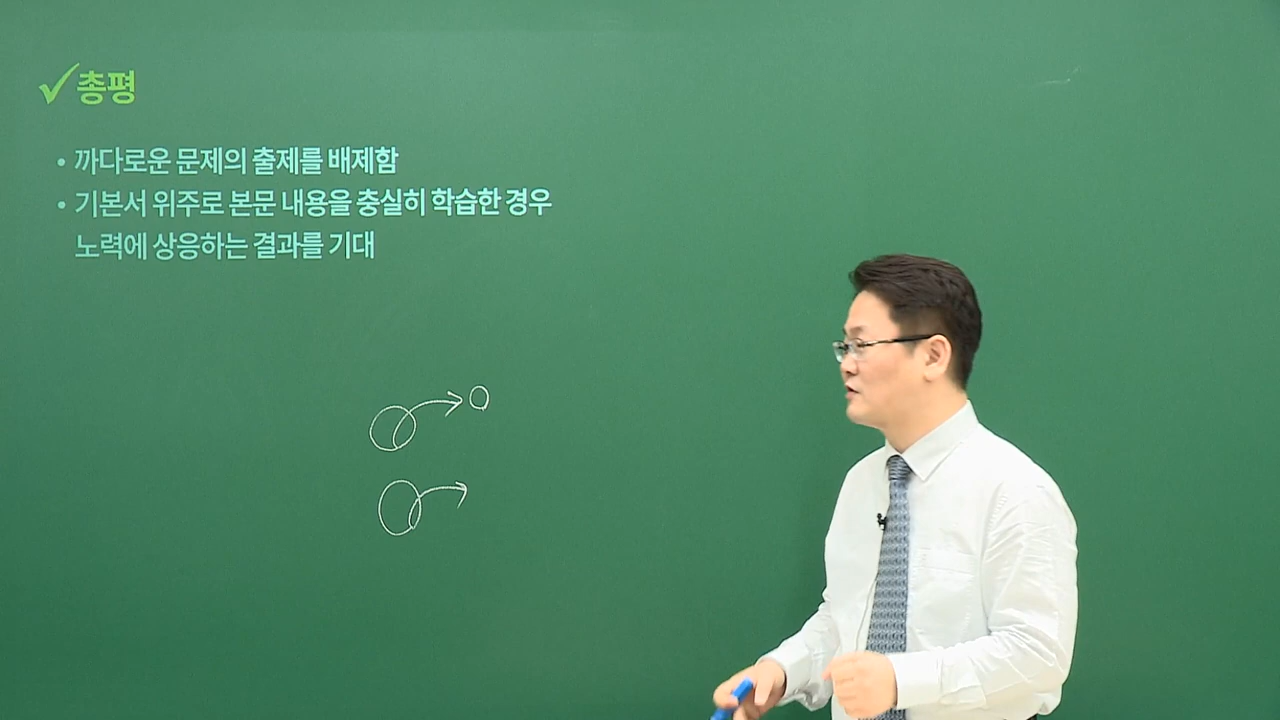 총평
• 까다로운 문제의 출제를 배제함
• 기본서 위주로 본문 내용을 충실히 학습한 경우
노력에 상응하는 결과를 기대